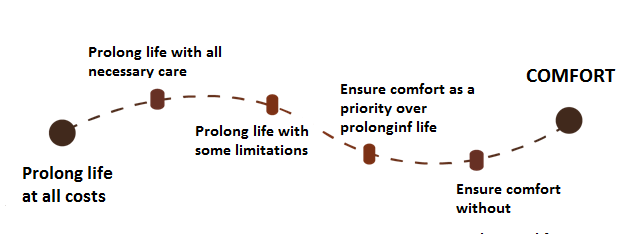 Prolong life with all
necessary care
COMFORT
Ensure comfort as a
priority over
prolonginf life
Prolong life with
some limitations
Prolong life
at all costs
Ensure comfort
without